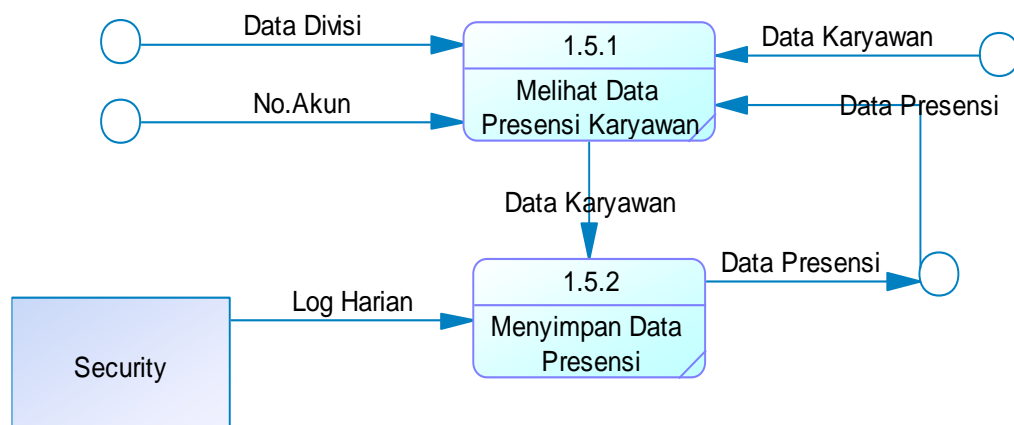 Data Divisi
1.5.1
Data Karyawan
Melihat Data
Presensi Karyawan
No.Akun
Data Presensi
Data Karyawan
1.5.2
Data Presensi
Log Harian
Menyimpan Data
Presensi
Security